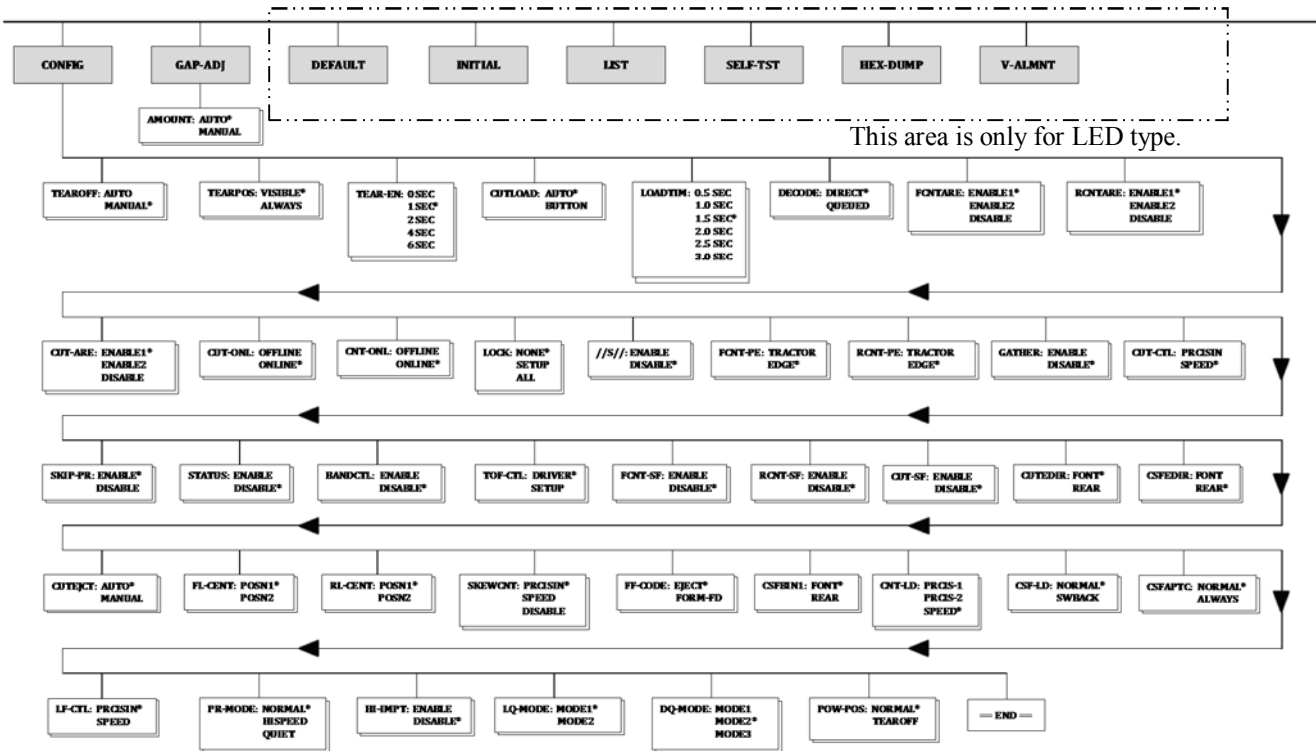 CONFIG
GAP-ADJ
DEFAULT
INITIAL
LIST
SELF-TST
HEX-DUMP
V-ALMNT
AMOUNT: AUTO*
MANUAL
This area is only for LED type.
TEAROFF: AUTO
MANUAL*
TEARPOS: VISIBLE*
ALWAYS
TEAR-EN: 0 SEC
1 SEC*
2 SEC
4 SEC
6 SEC
CUTLOAD: AUTO*
BUTTON
LOADTIM: 0.5 SEC
1.0 SEC
1.5 SEC*
2.0 SEC
2.5 SEC
3.0 SEC
DECODE: DIRECT*
QUEUED
FCNTARE: ENABLE1*
ENABLE2
DISABLE
RCNTARE: ENABLE1*
ENABLE2
DISABLE
CUT-ARE: ENABLE1*
ENABLE2
DISABLE
CUT-ONL: OFFLINE
ONLINE*
CNT-ONL: OFFLINE
ONLINE*
LOCK: NONE*
SETUP
ALL
//S//: ENABLE
DISABLE*
FCNT-PE: TRACTOR
EDGE*
RCNT-PE: TRACTOR
EDGE*
GATHER: ENABLE
DISABLE*
CUT-CTL: PRCISIN
SPEED*
SKIP-PR: ENABLE*
DISABLE
STATUS: ENABLE
DISABLE*
BANDCTL: ENABLE
DISABLE*
TOF-CTL: DRIVER*
SETUP
FCNT-SF: ENABLE
DISABLE*
RCNT-SF: ENABLE
DISABLE*
CUT-SF: ENABLE
DISABLE*
CUTEDIR: FONT*
REAR
CSFEDIR: FONT
REAR*
CUTEJCT: AUTO*
MANUAL
FL-CENT: POSN1*
POSN2
RL-CENT: POSN1*
POSN2
SKEWCNT: PRCISIN*
SPEED
DISABLE
FF-CODE: EJECT*
FORM-FD
CSFBIN1: FONT*
REAR
CNT-LD: PRCIS-1
PRCIS-2
SPEED*
CSF-LD: NORMAL*
SWBACK
CSFAPTC: NORMAL*
ALWAYS
LF-CTL: PRCISIN*
SPEED
PR-MODE: NORMAL*
HISPEED
QUIET
HI-IMPT: ENABLE
DISABLE*
LQ-MODE: MODE1*
MODE2
DQ-MODE: MODE1
MODE2*
MODE3
POW-POS: NORMAL*
TEAROFF
— END —